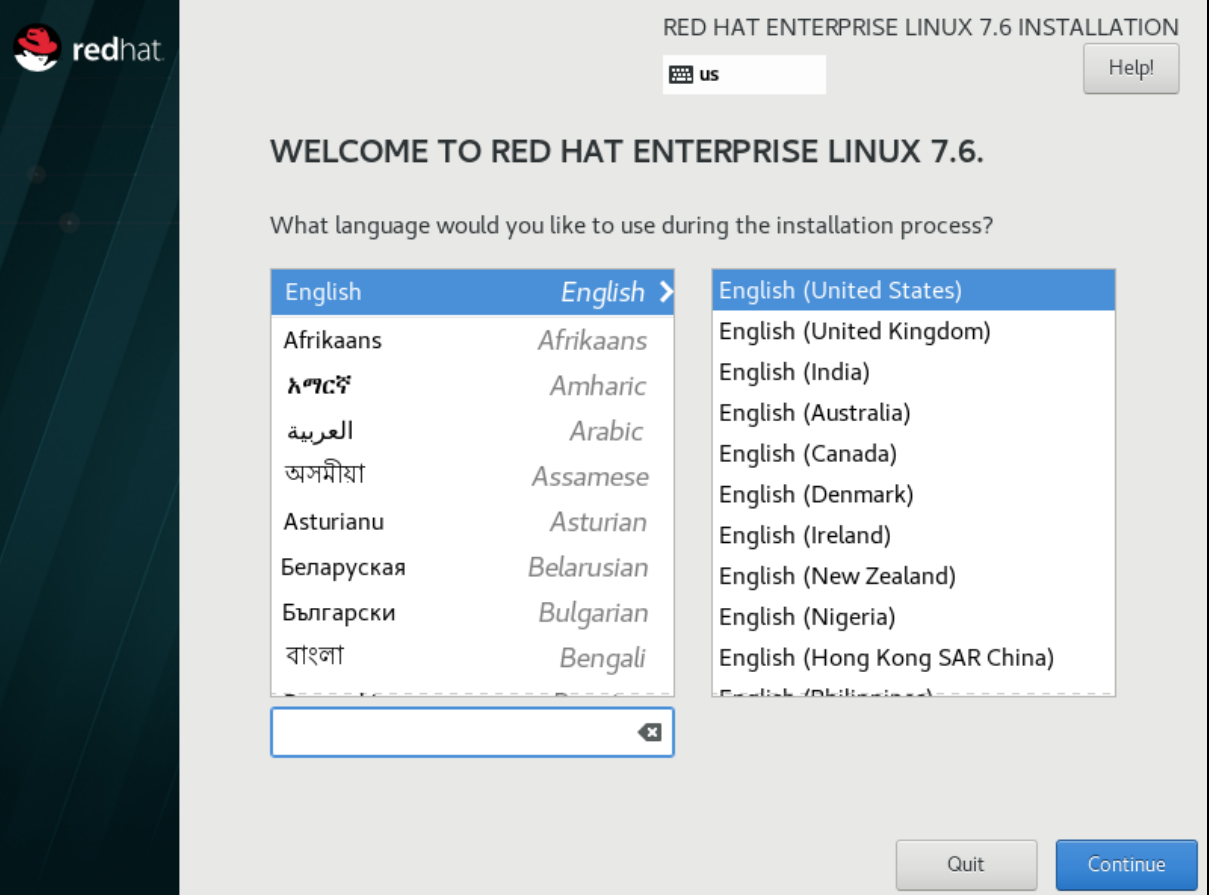 redhat.
RED HAT ENTERPRISE LINUX 7.6 INSTALLATION
us
Help!
WELCOME TO RED HAT ENTERPRISE LINUX 7.6.
What language would you like to use during the installation process?
English English
Afrikaans Afrikaans
አማርኛ Amharic
العربية Arabic
অসমীয়া Assamese
Asturianu Asturian
Беларуская Belarusian
Български Bulgarian
বাংলা Bengali
English (United States)
English (United Kingdom)
English (India)
English (Australia)
English (Canada)
English (Denmark)
English (Ireland)
English (New Zealand)
English (Nigeria)
English (Hong Kong SAR China)
English (Philippines)
Quit
Continue